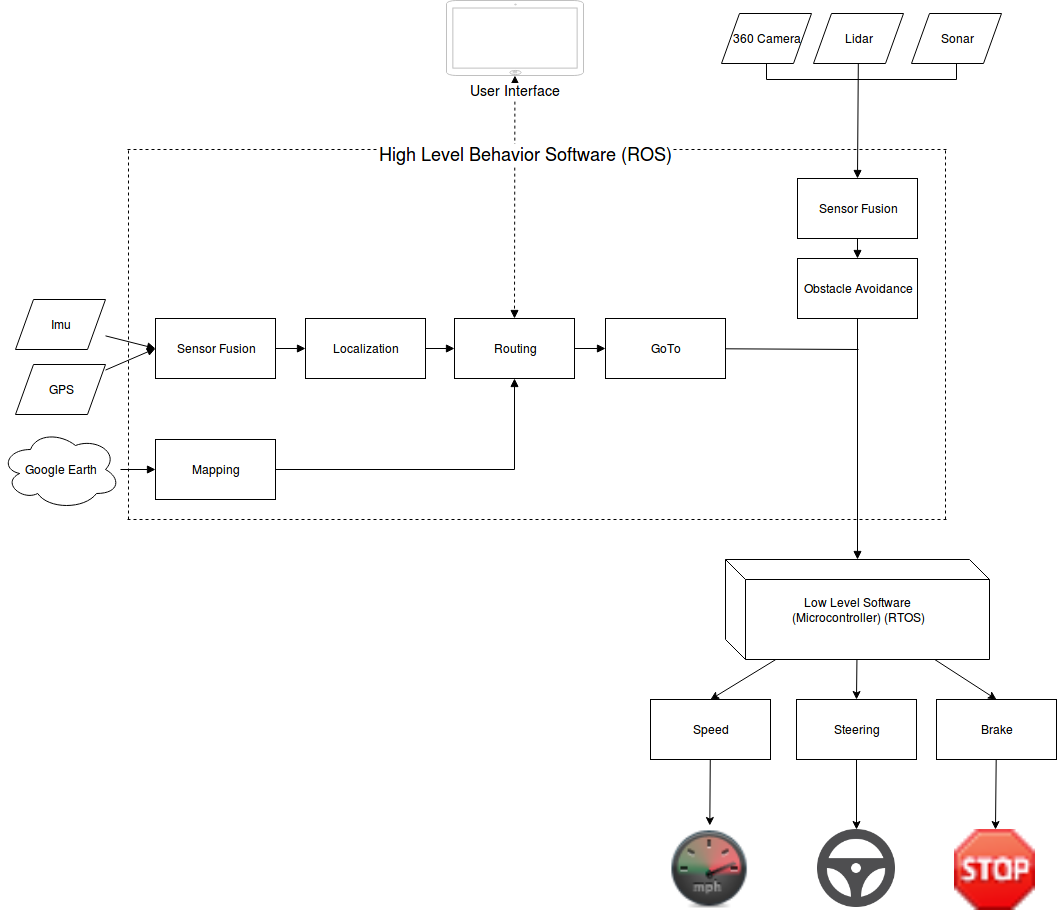 360 Camera
Lidar
Sonar
User Interface
High Level Behavior Software (ROS)
Sensor Fusion
Obstacle Avoidance
Imu
GPS
Sensor Fusion
Localization
Routing
GoTo
Google Earth
Mapping
Low Level Software
(Microcontroller) (RTOS)
Speed
Steering
Brake
mph
STOP